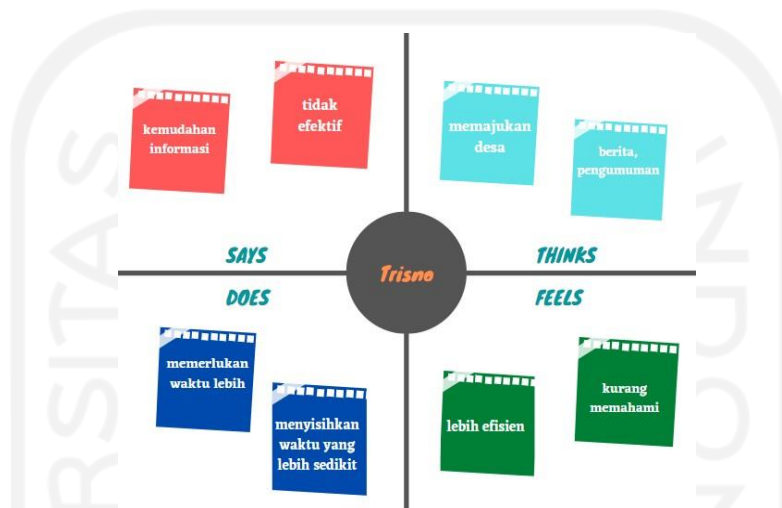 kemudahan
informasi
tidak
efektif
SAYS
memajukan
desa
berita,
pengumuman
THINKS
Trisno
DOES
memerlukan
waktu lebih
menyisihkan
waktu yang
lebih sedikit
FEELS
lebih efisien
kurang
memahami